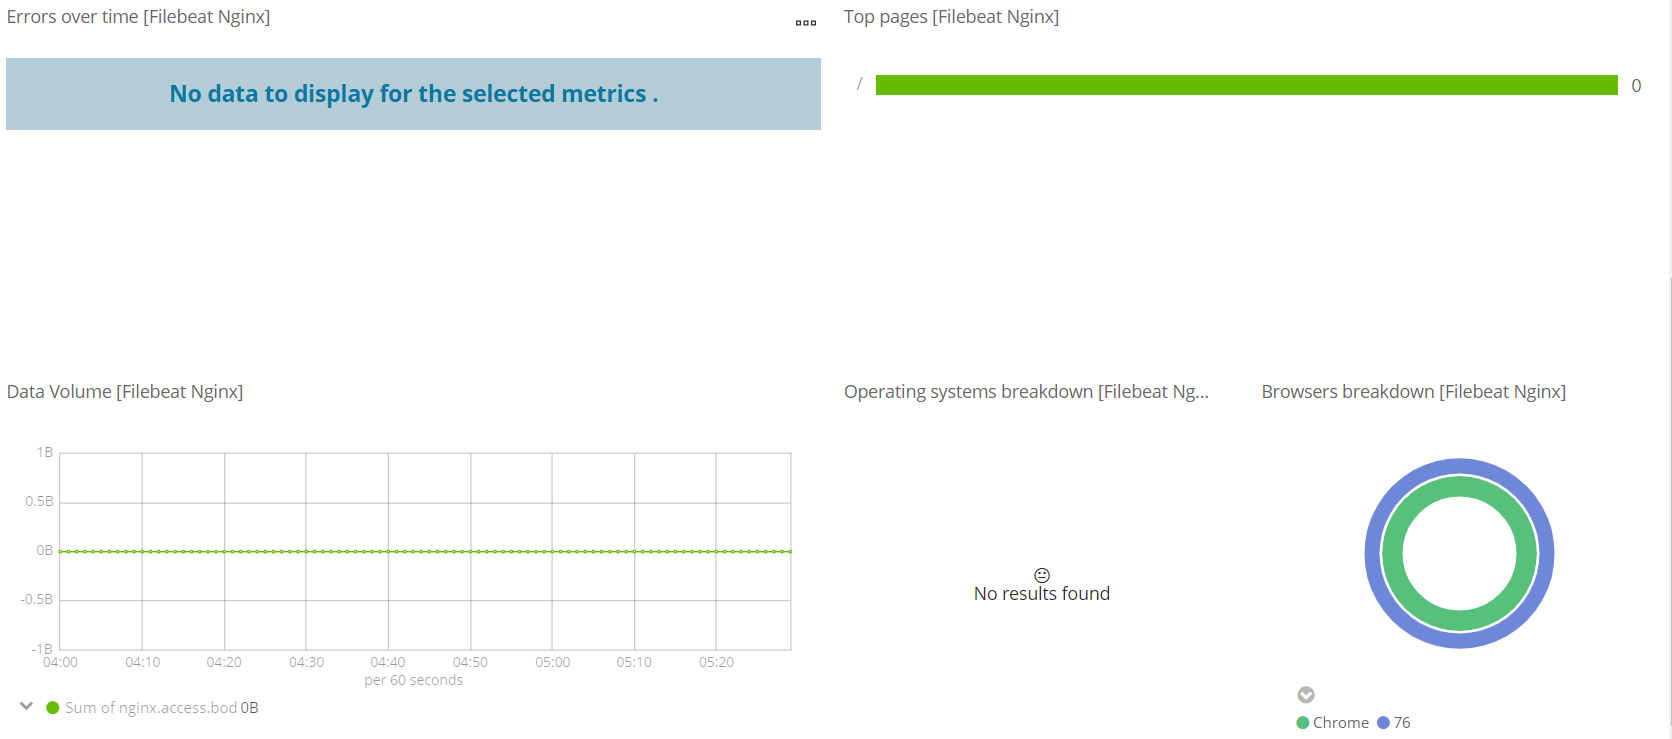 Errors over time [Filebeat Nginx]
No data to display for the selected metrics .
Top pages [Filebeat Nginx]
/
0
Data Volume [Filebeat Nginx]
1B
0.5B
0B
-0.5B
-1B
04:00 04:10 04:20 04:30 04:40 04:50 05:00 05:10 05:20
per 60 seconds
Sum of nginx.access.bod 0B
Operating systems breakdown [Filebeat Ng...
No results found
Browsers breakdown [Filebeat Nginx]
Chrome 76